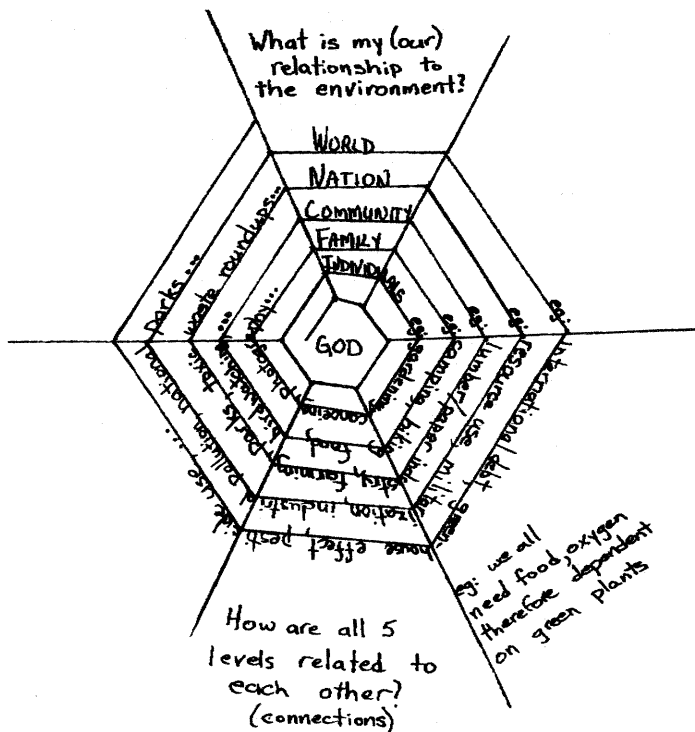 What is my (our)
relationship to
the environment?
WORLD
NATION
COMMUNITY
FAMILY
INDIVIDUALS
GOD
eg: gardening, canoeing, photography...
eg: camping, hiking, food, birdwatching...
eg: lumber/paper industry, farming, parks, toxic waste roundups...
eg: resource use, militarization, industrial pollution, national parks...
eg: international debt, green-house effect, pesticide use,...
eg: we all
need food, oxygen
therefore dependent
on green plants
How are all 5
levels related to
each other?
(connections)